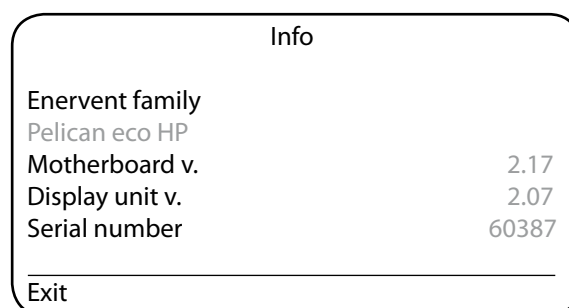 Info
Enervent family
Pelican eco HP
Motherboard v. 2.17
Display unit v. 2.07
Serial number 60387
Exit